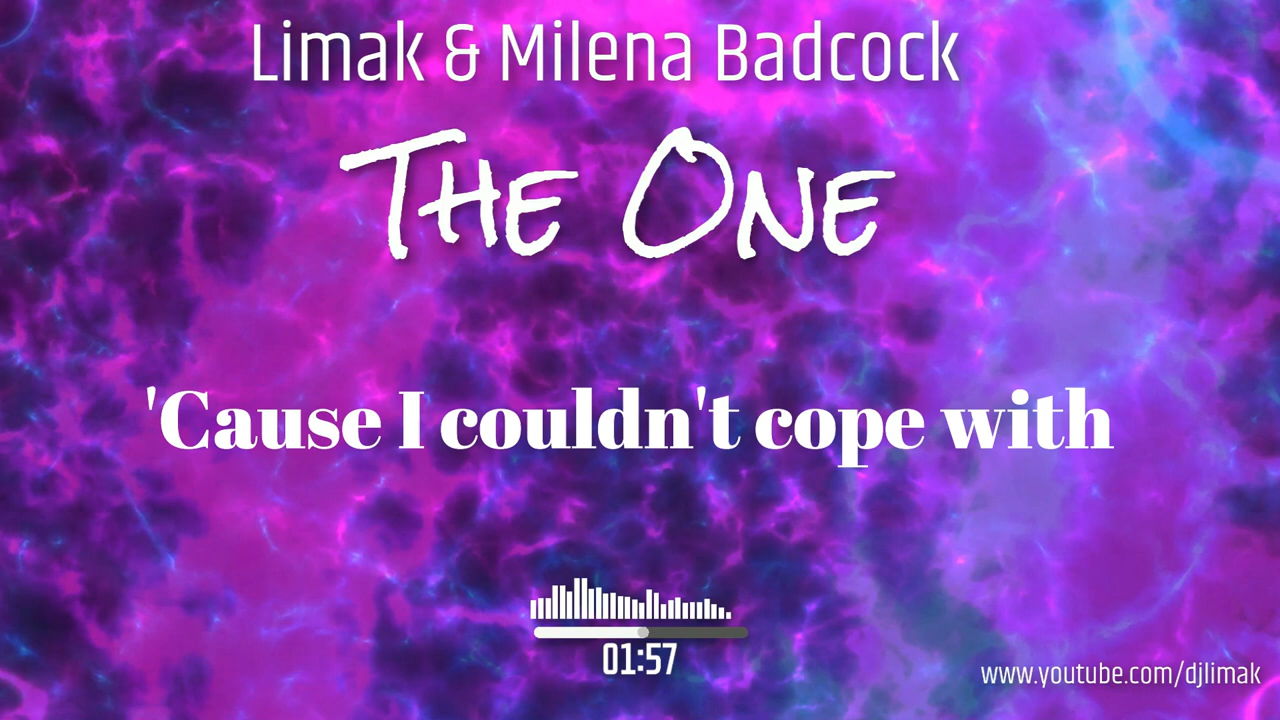 Limak & Milena Badcock
The One
'Cause I couldn't cope with
01:57
www.youtube.com/djlimak